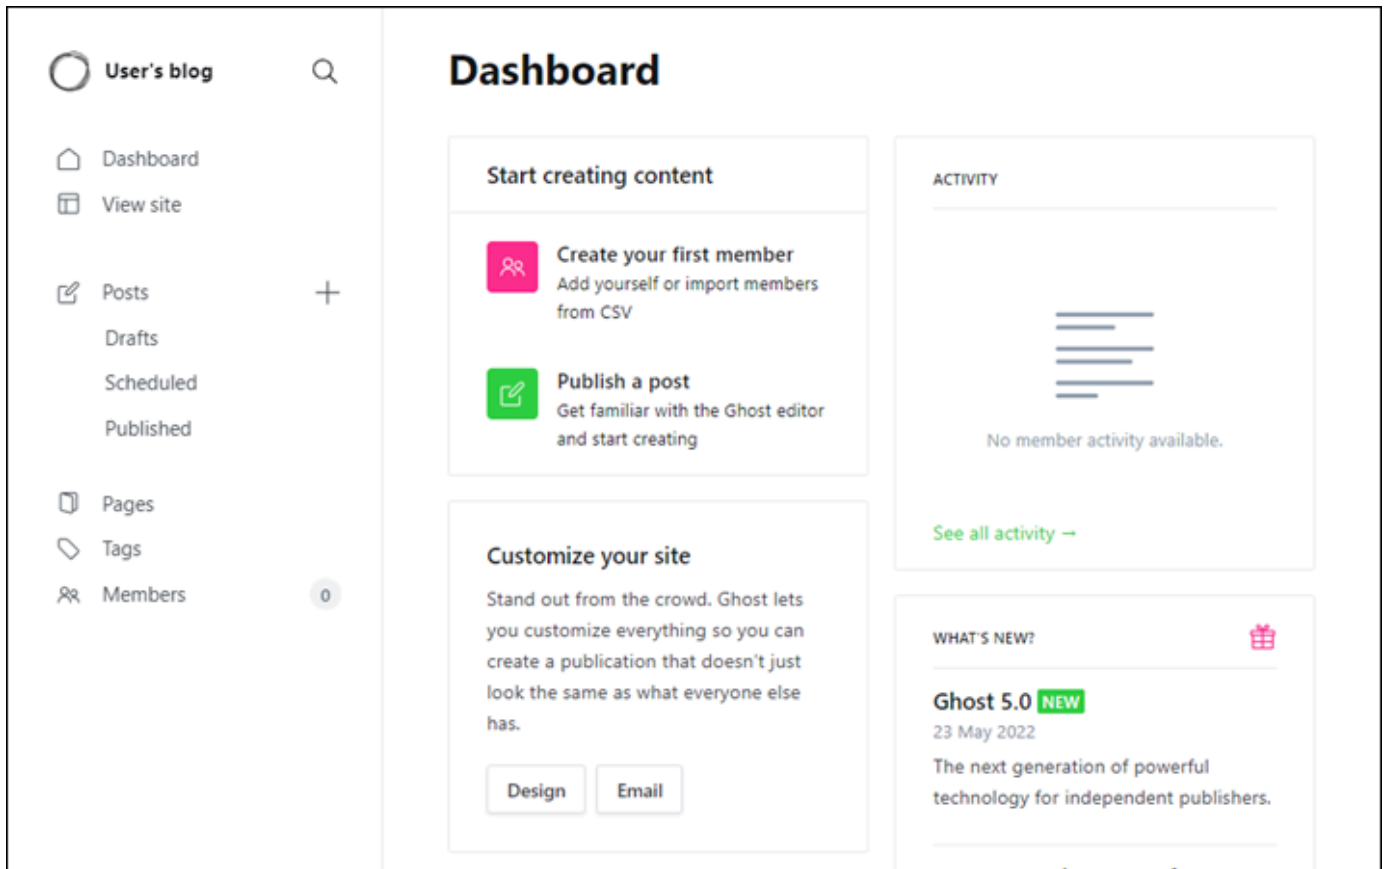 User's blog
Dashboard
View site
Posts
Drafts
Scheduled
Published
Pages
Tags
Members 0
Dashboard
Start creating content
Create your first member
Add yourself or import members
from CSV
Publish a post
Get familiar with the Ghost editor
and start creating
Customize your site
Stand out from the crowd. Ghost lets
you customize everything so you can
create a publication that doesn't just
look the same as what everyone else
has.
Design Email
ACTIVITY
No member activity available.
See all activity →
WHAT'S NEW?
Ghost 5.0 NEW
23 May 2022
The next generation of powerful
technology for independent publishers.